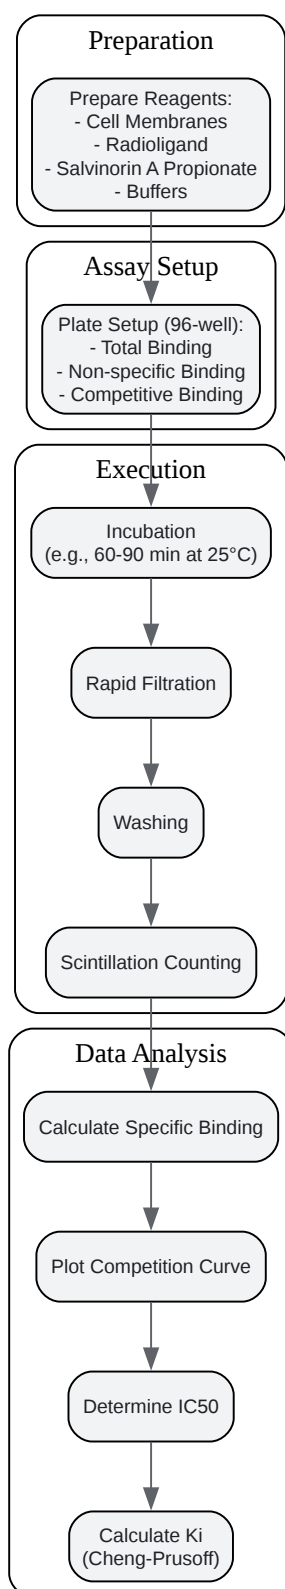 Preparation
Prepare Reagents:
- Cell Membranes
- Radioligand
- Salvinorin A Propionate
- Buffers
Assay Setup
Plate Setup (96-well):
- Total Binding
- Non-specific Binding
- Competitive Binding
Execution
Incubation
(e.g., 60-90 min at 25°C)
Rapid Filtration
Washing
Scintillation Counting
Data Analysis
Calculate Specific Binding
Plot Competition Curve
Determine IC50
Calculate Ki
(Cheng-Prusoff)